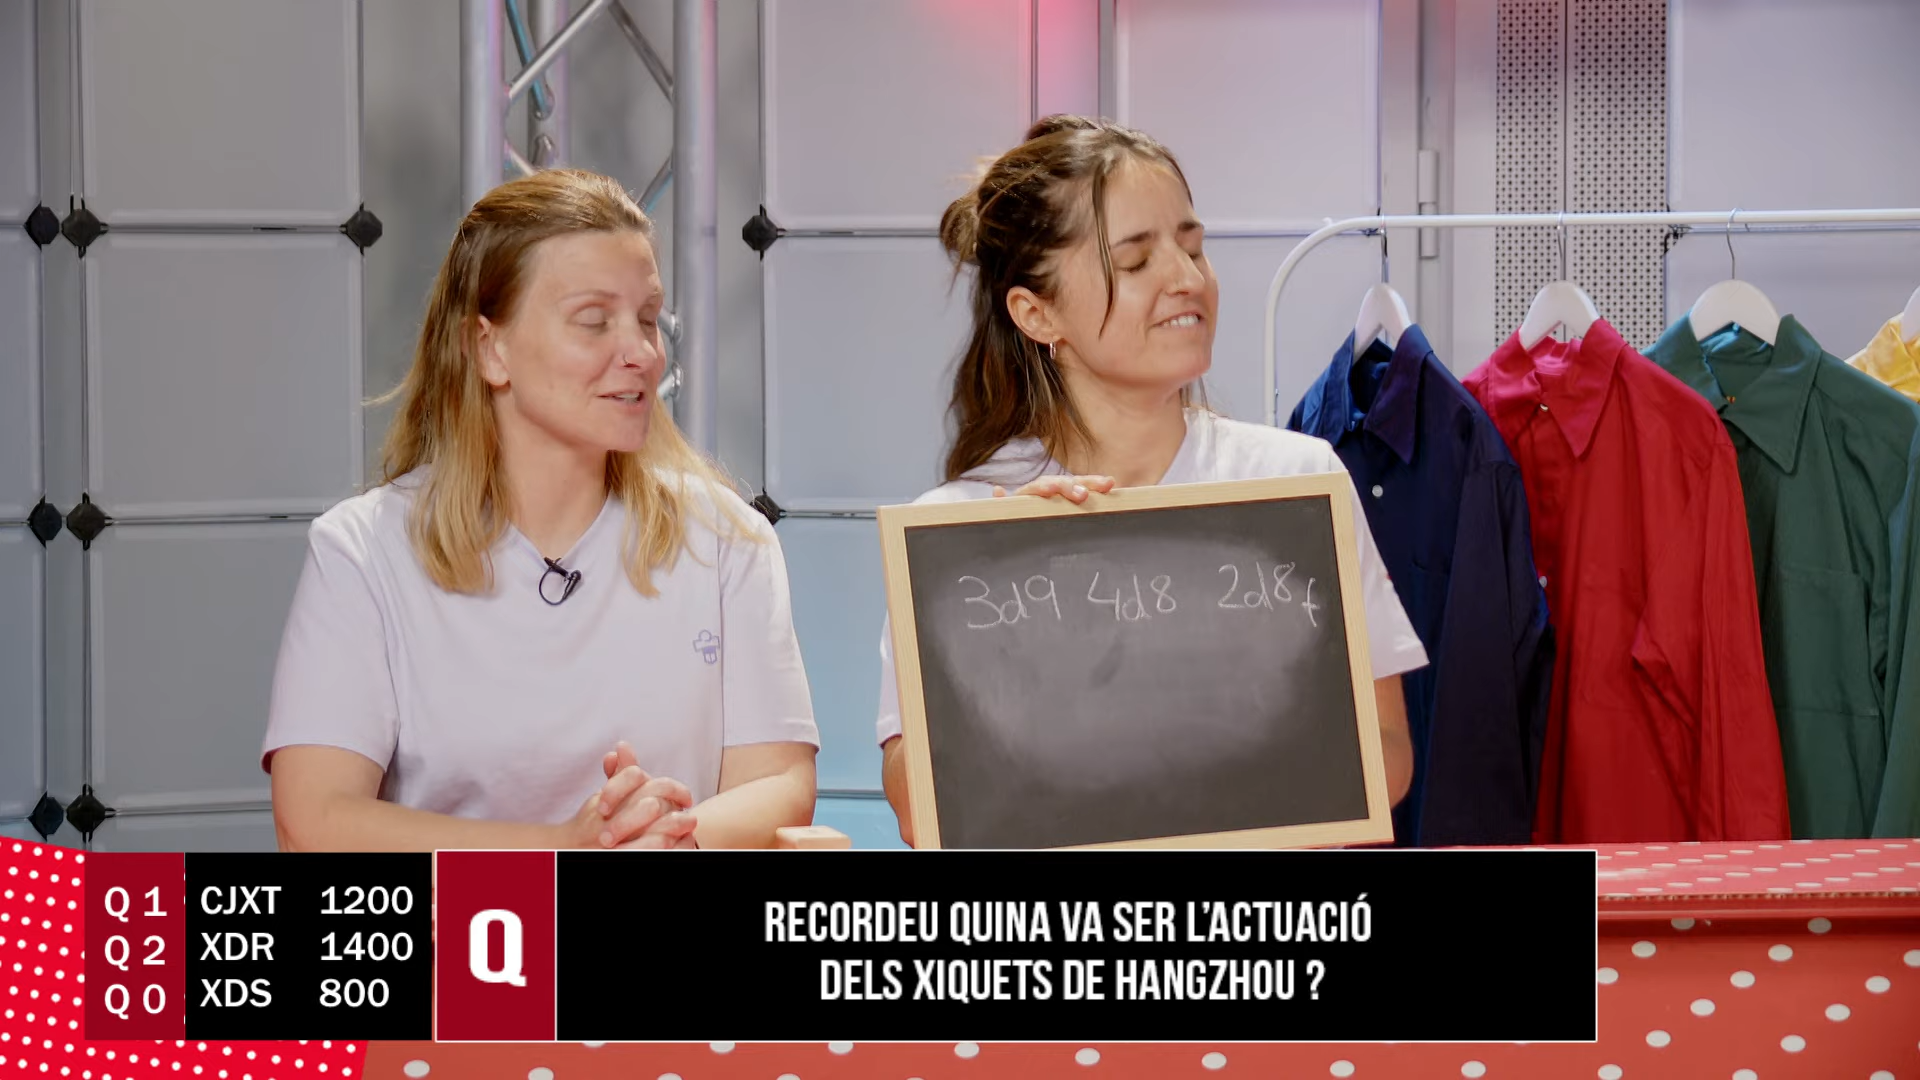 3d9 4d8 2d8f
Q 1 CJXT 1200
Q 2 XDR 1400
Q 0 XDS 800
Q
RECORDEU QUINA VA SER L'ACTUACIÓ
DELS XIQUETS DE HANGZHOU ?